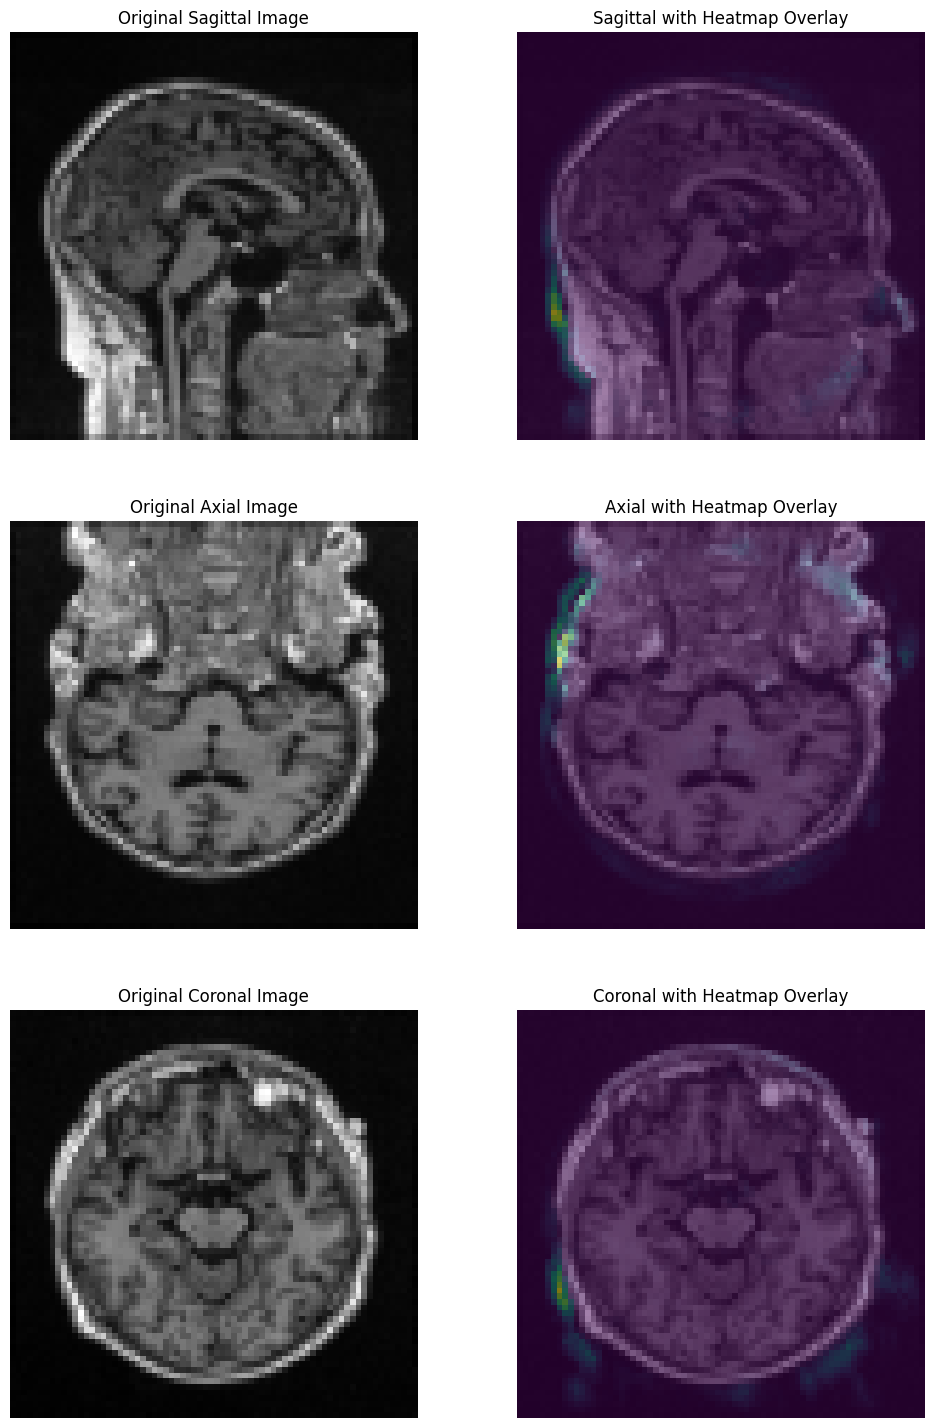 Original Sagittal Image
Sagittal with Heatmap Overlay
Original Axial Image
Axial with Heatmap Overlay
Original Coronal Image
Coronal with Heatmap Overlay